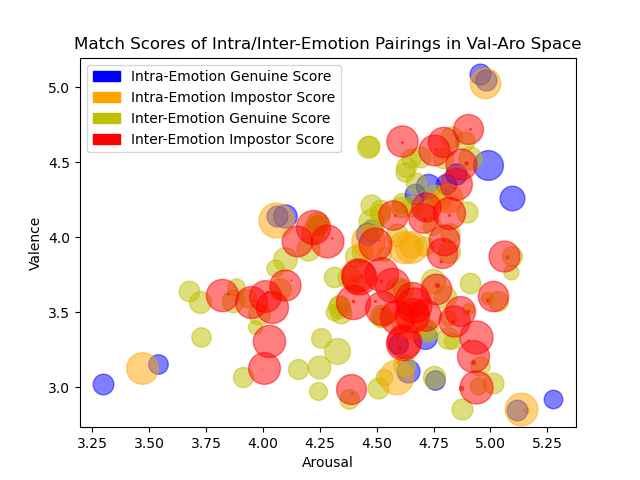 Match Scores of Intra/Inter-Emotion Pairings in Val-Aro Space
Intra-Emotion Genuine Score
Intra-Emotion Impostor Score
Inter-Emotion Genuine Score
Inter-Emotion Impostor Score
5.0
4.5
4.0
3.5
3.0
Valence
3.25 3.50 3.75 4.00 4.25 4.50 4.75 5.00 5.25
Arousal